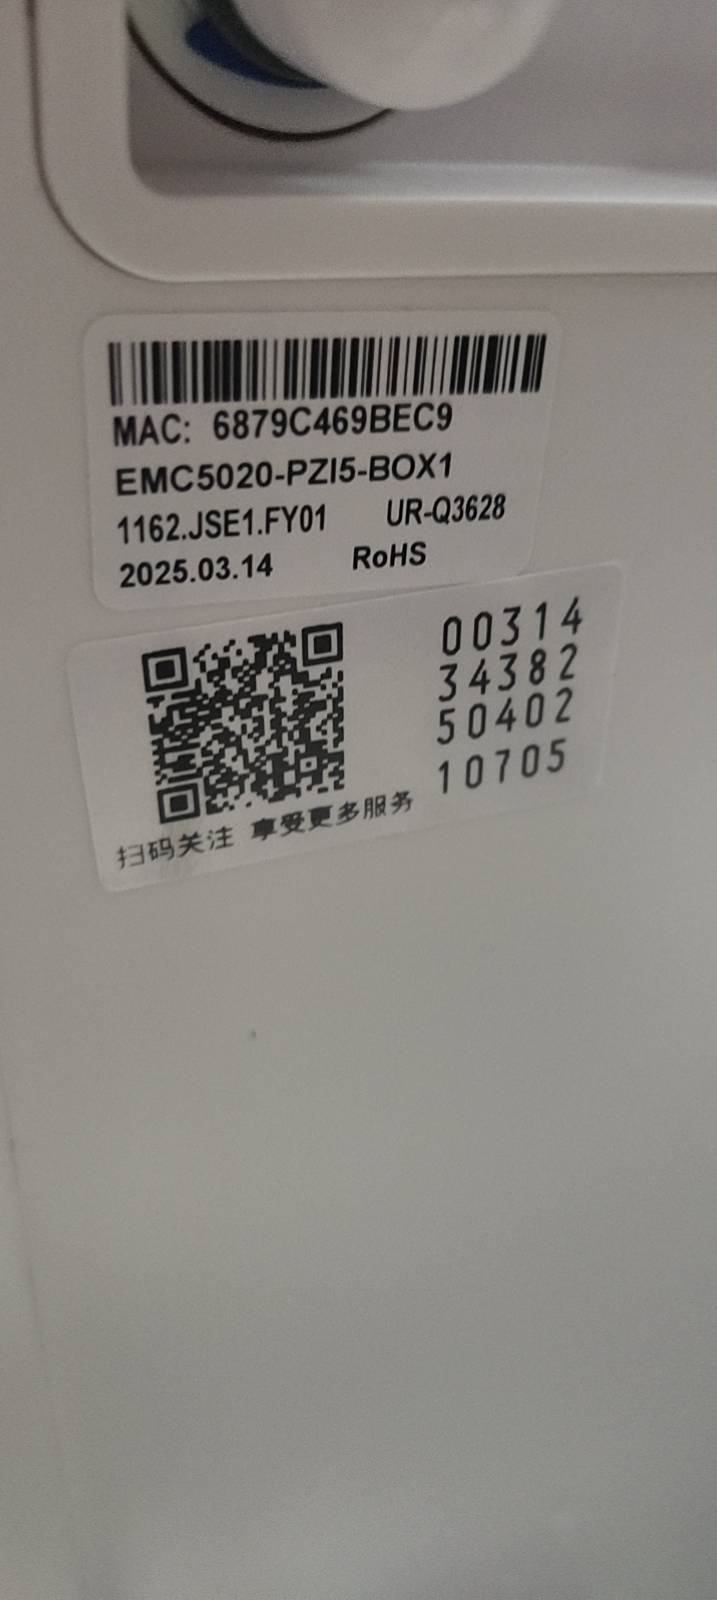 MAC: 6879C469BEC9
EMC5020-PZI5-BOX1
1162.JSE1.FY01 UR-Q3628
2025.03.14 RoHS
00314
34382
50402
10705
扫码关注 享受更多服务